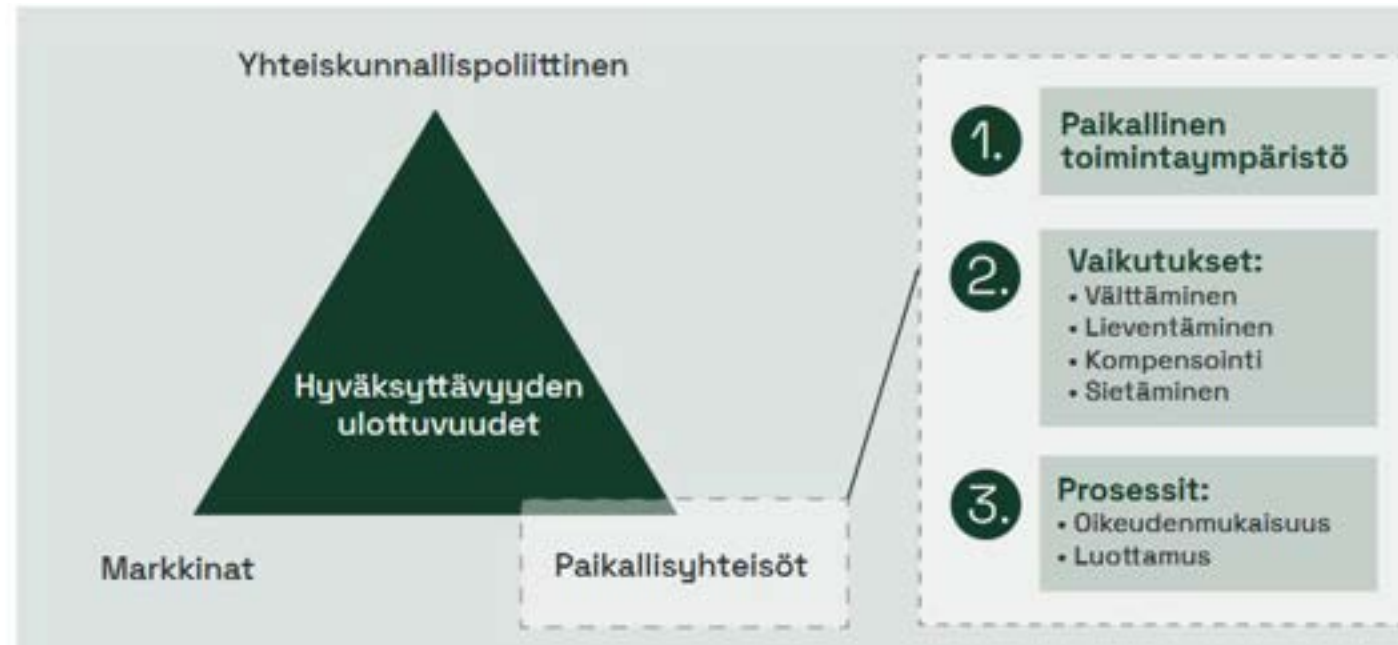 Yhteiskunnallispoliittinen
Hyväksyttävyyden
ulottuvuudet
Markkinat
Paikallisyhteisöt
1.
Paikallinen
toimintaympäristö
2.
Vaikutukset:
• Välttäminen
• Lieventäminen
• Kompensointi
• Sietäminen
3.
Prosessit:
• Oikeudenmukaisuus
• Luottamus